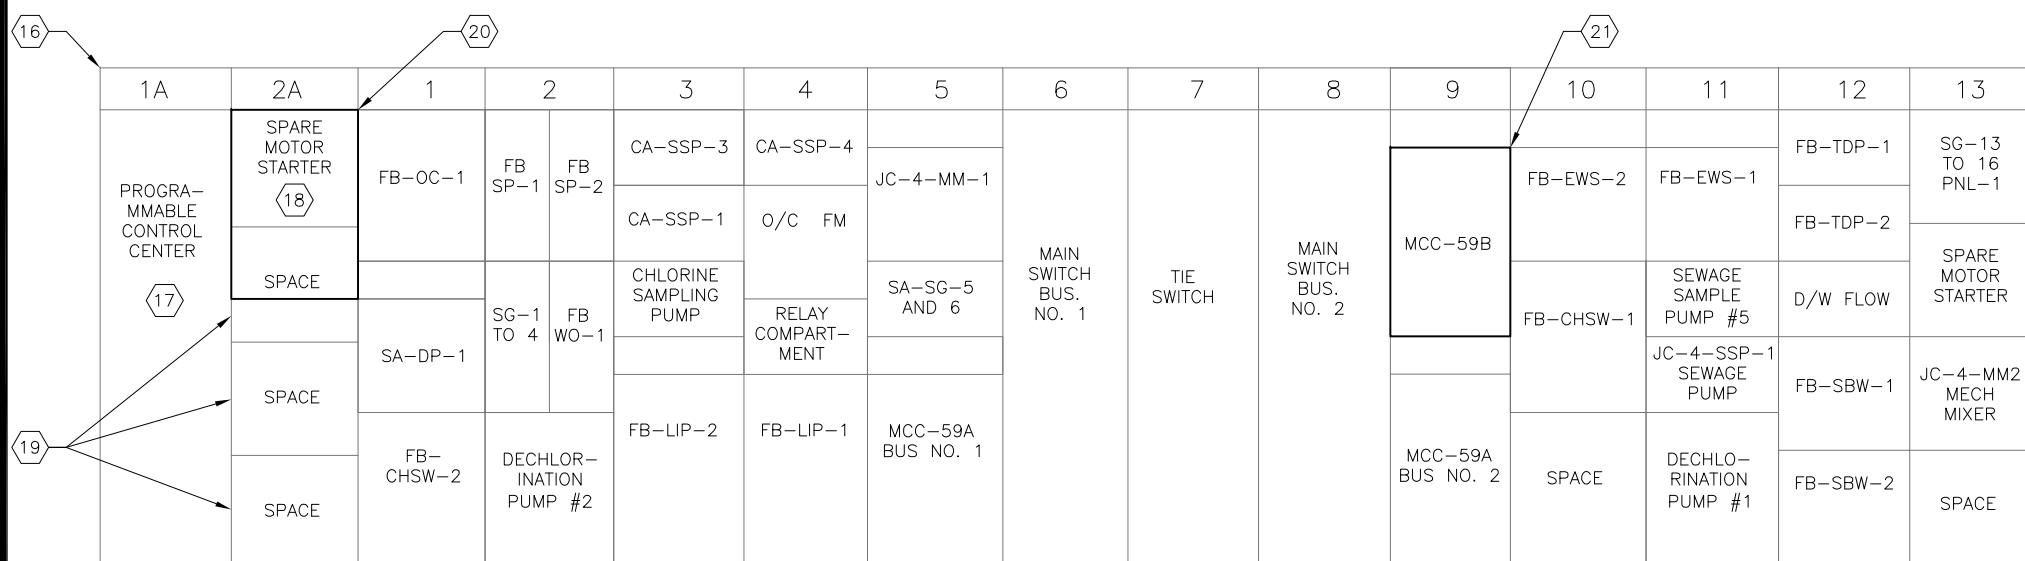 16
20
21
1A
2A
1
2
3
4
5
6
7
8
9
10
11
12
13
PROGRA-
MMABLE
CONTROL
CENTER
17
SPARE
MOTOR
STARTER
18
SPACE
SPACE
SPACE
19
FB-OC-1
SA-DP-1
FB-
CHSW-2
FB
SP-1
FB
SP-2
SG-1
TO 4
FB
WO-1
DECHLOR-
INATION
PUMP #2
CA-SSP-3
CA-SSP-1
CHLORINE
SAMPLING
PUMP
FB-LIP-2
CA-SSP-4
O/C FM
RELAY
COMPART-
MENT
FB-LIP-1
JC-4-MM-1
SA-SG-5
AND 6
MCC-59A
BUS NO. 1
MAIN
SWITCH
BUS.
NO. 1
TIE
SWITCH
MAIN
SWITCH
BUS.
NO. 2
MCC-59B
MCC-59A
BUS NO. 2
FB-EWS-2
FB-CHSW-1
SPACE
FB-EWS-1
SEWAGE
SAMPLE
PUMP #5
JC-4-SSP-1
SEWAGE
PUMP
DECHLO-
RINATION
PUMP #1
FB-TDP-1
FB-TDP-2
D/W FLOW
FB-SBW-1
FB-SBW-2
SG-13
TO 16
PNL-1
SPARE
MOTOR
STARTER
JC-4-MM2
MECH
MIXER
SPACE